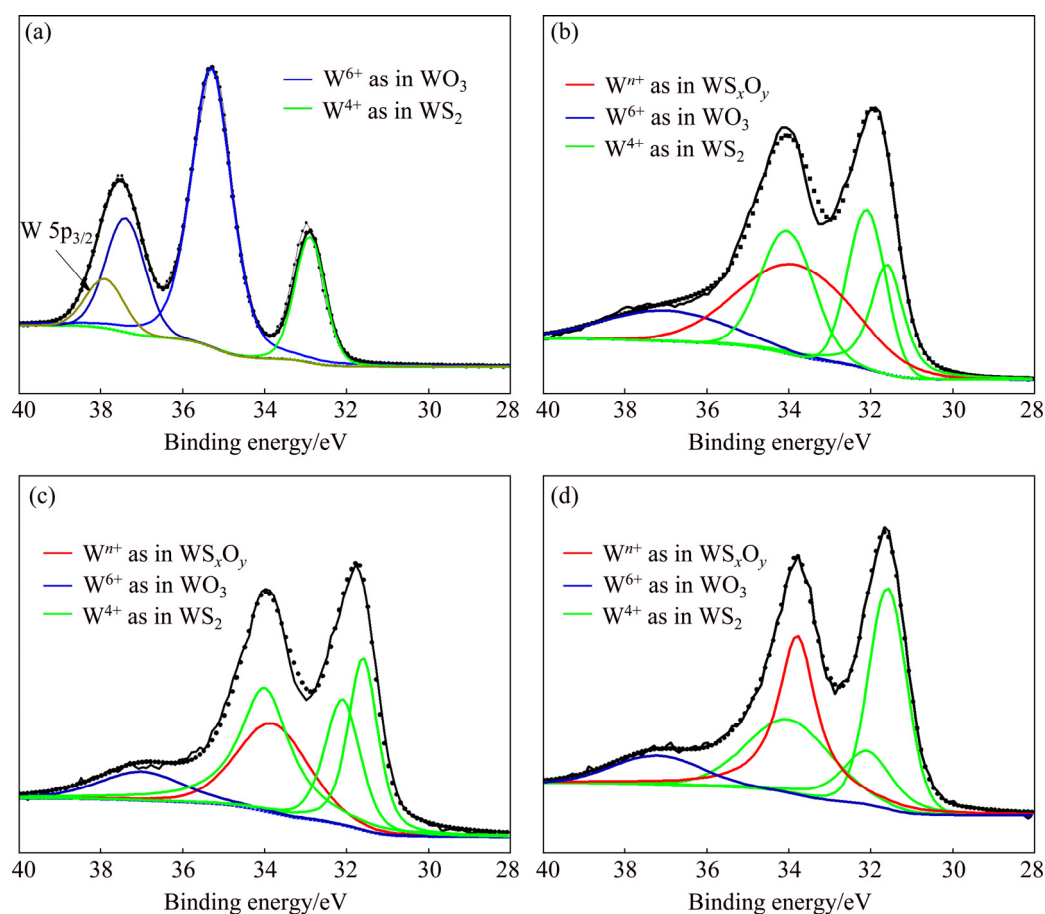 (a)
W⁶⁺ as in WO₃
W⁴⁺ as in WS₂
W 5p₃/₂
40 38 36 34 32 30 28
Binding energy/eV
(b)
Wⁿ⁺ as in WSₓOᵧ
W⁶⁺ as in WO₃
W⁴⁺ as in WS₂
40 38 36 34 32 30 28
Binding energy/eV
(c)
Wⁿ⁺ as in WSₓOᵧ
W⁶⁺ as in WO₃
W⁴⁺ as in WS₂
40 38 36 34 32 30 28
Binding energy/eV
(d)
Wⁿ⁺ as in WSₓOᵧ
W⁶⁺ as in WO₃
W⁴⁺ as in WS₂
40 38 36 34 32 30 28
Binding energy/eV